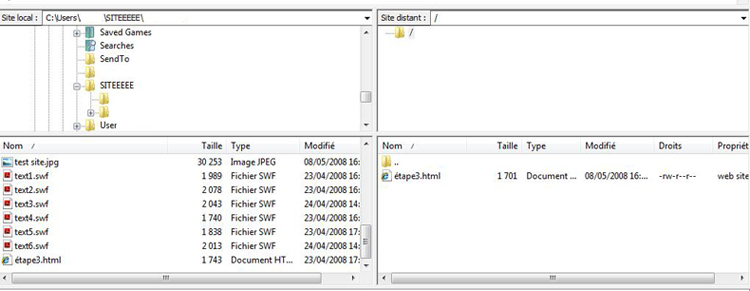 Site local : C:\Users\ \SITEEEEE\
Saved Games
Searches
SendTo
SITEEEEE
User
Nom / Taille Type Modifié
test site.jpg 30 253 Image JPEG 08/05/2008 16:
text1.swf 1 989 Fichier SWF 23/04/2008 16:
text2.swf 2 078 Fichier SWF 23/04/2008 16:
text3.swf 2 043 Fichier SWF 24/04/2008 14:
text4.swf 1 740 Fichier SWF 23/04/2008 16:
text5.swf 1 838 Fichier SWF 23/04/2008 17:
text6.swf 2 013 Fichier SWF 24/04/2008 14:
étape3.html 1 743 Document HT... 23/04/2008 17:
Site distant : /
/
Nom / Taille Type Modifié Droits Propriét
..
étape3.html 1 701 Document ... 08/05/2008 16:... -rw-r--r-- web site